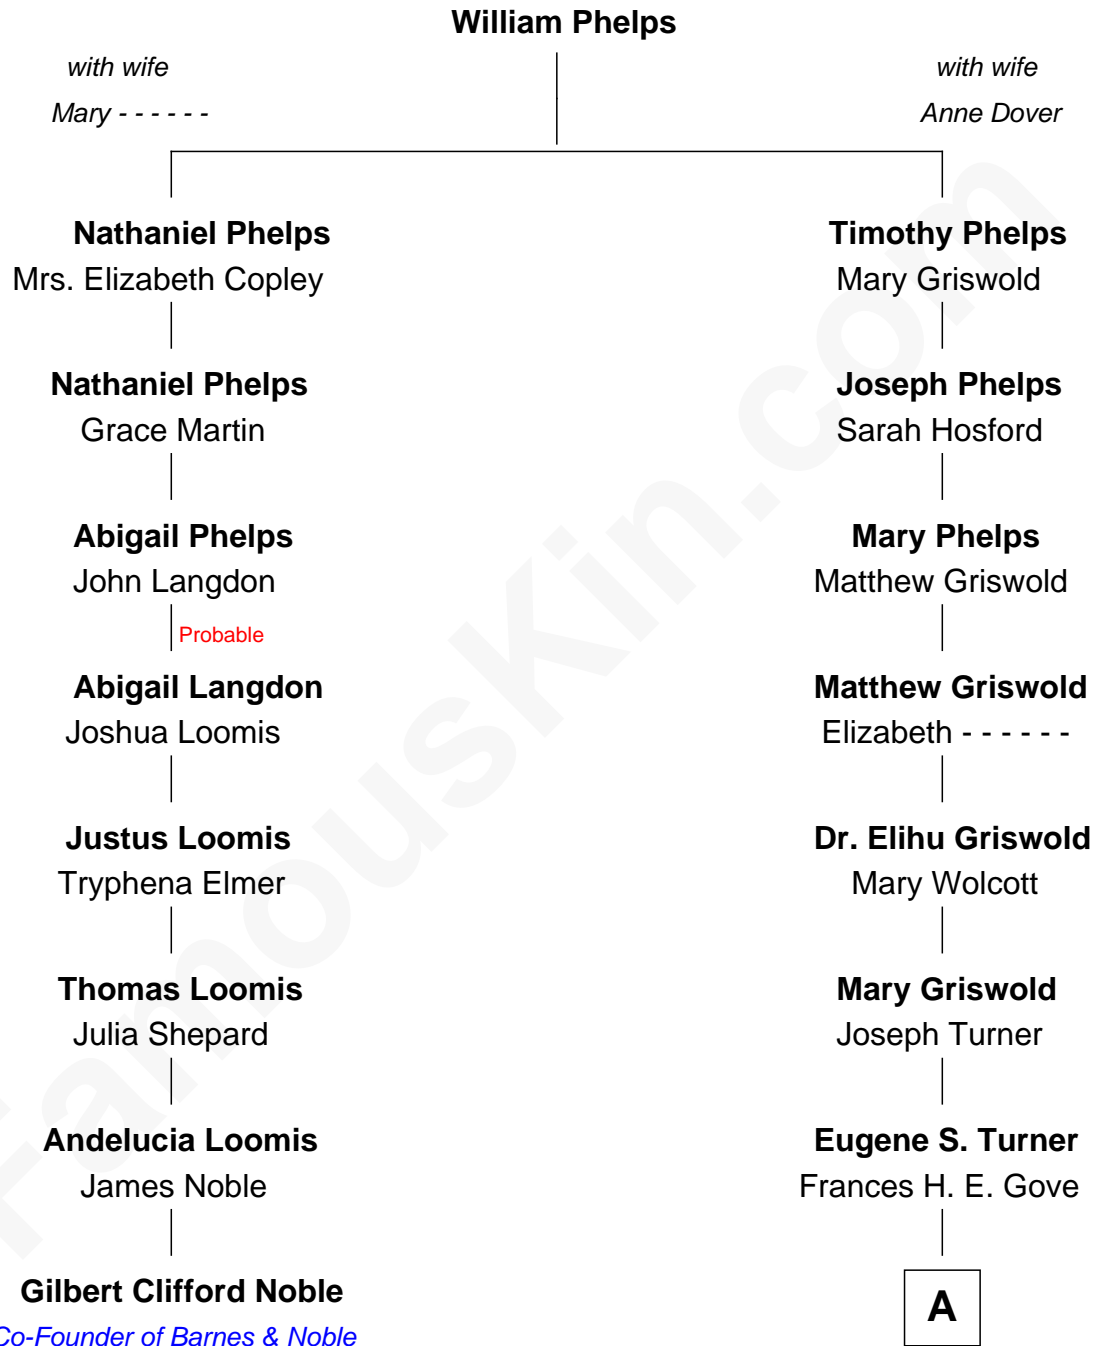 William Phelps
with wife
Mary - - - - - -
with wife
Anne Dover
Nathaniel Phelps
Mrs. Elizabeth Copley
Timothy Phelps
Mary Griswold
Nathaniel Phelps
Grace Martin
Joseph Phelps
Sarah Hosford
Abigail Phelps
John Langdon
Mary Phelps
Matthew Griswold
Probable
Abigail Langdon
Joshua Loomis
Matthew Griswold
Elizabeth - - - - - -
Justus Loomis
Tryphena Elmer
Dr. Elihu Griswold
Mary Wolcott
Thomas Loomis
Julia Shepard
Mary Griswold
Joseph Turner
Andelucia Loomis
James Noble
Eugene S. Turner
Frances H. E. Gove
Gilbert Clifford Noble
Co-Founder of Barnes & Noble
A
FamousKin.com